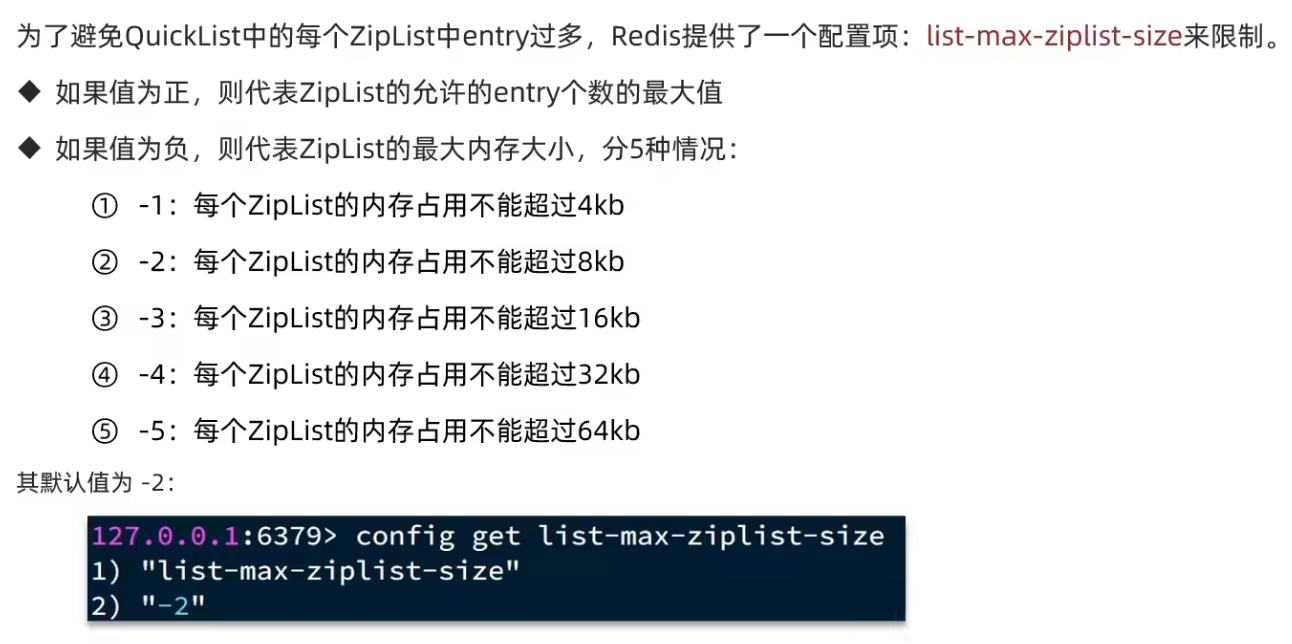 为了避免QuickList中的每个ZipList中entry过多，Redis提供了一个配置项：list-max-ziplist-size来限制。
◆ 如果值为正，则代表ZipList的允许的entry个数的最大值
◆ 如果值为负，则代表ZipList的最大内存大小，分5种情况：
① -1：每个ZipList的内存占用不能超过4kb
② -2：每个ZipList的内存占用不能超过8kb
③ -3：每个ZipList的内存占用不能超过16kb
④ -4：每个ZipList的内存占用不能超过32kb
⑤ -5：每个ZipList的内存占用不能超过64kb
其默认值为 -2：
127.0.0.1:6379> config get list-max-ziplist-size
1) "list-max-ziplist-size"
2) "-2"